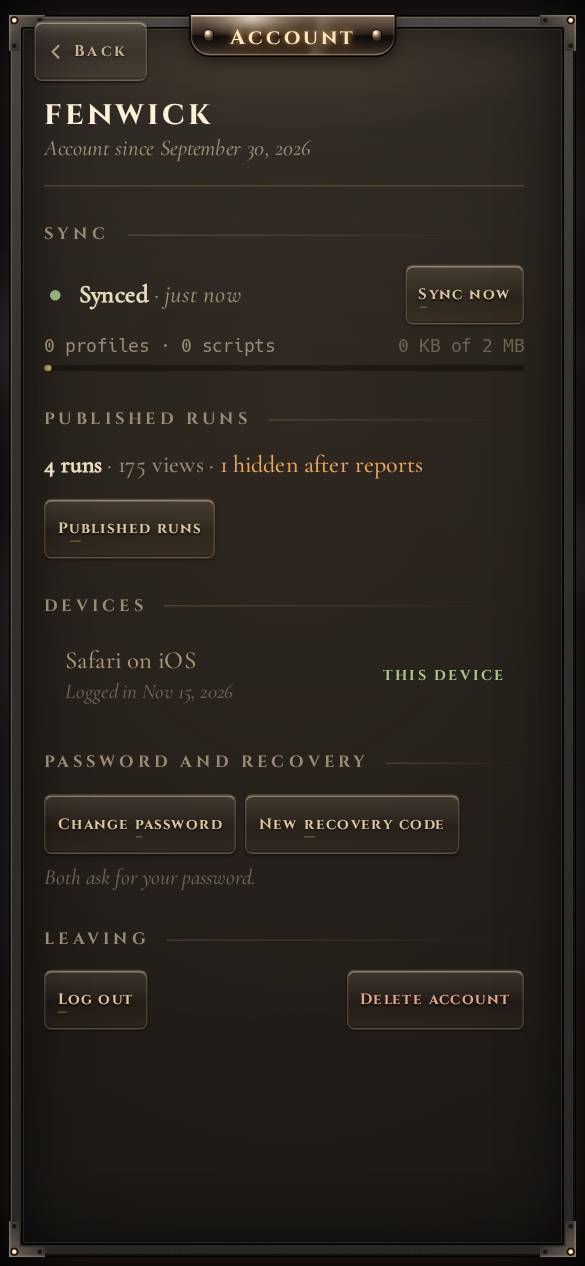 Back
Account
FENWICK
Account since September 30, 2026
SYNC
Synced · just now
Sync now
0 profiles · 0 scripts
0 KB of 2 MB
PUBLISHED RUNS
4 runs · 175 views · 1 hidden after reports
Published runs
DEVICES
Safari on iOS
Logged in Nov 15, 2026
THIS DEVICE
PASSWORD AND RECOVERY
Change password
New recovery code
Both ask for your password.
LEAVING
Log out
Delete account